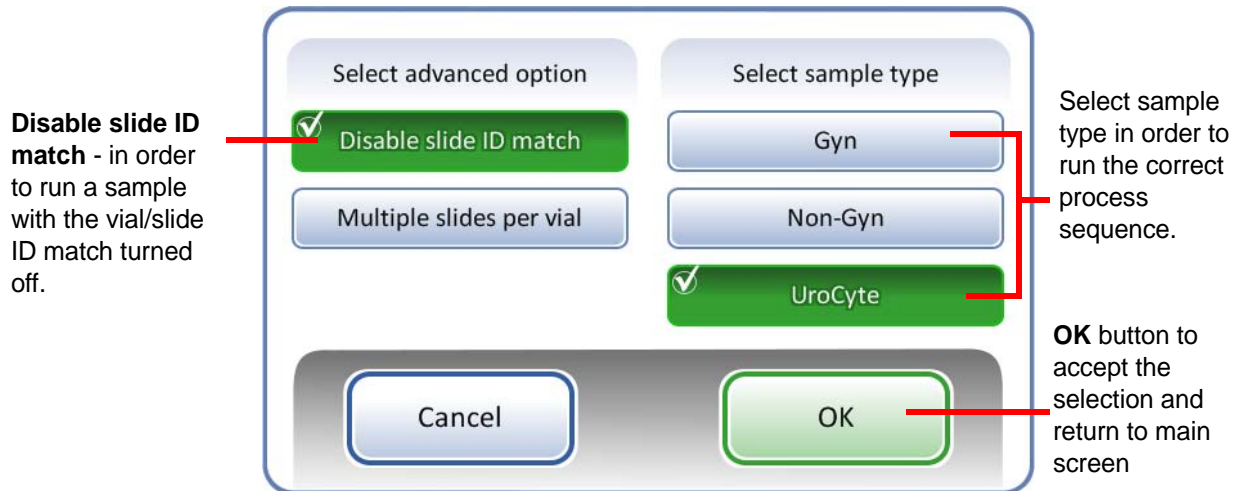 Disable slide ID
match - in order
to run a sample
with the vial/slide
ID match turned
off.
Select advanced option
Disable slide ID match
Multiple slides per vial
Select sample type
Gyn
Non-Gyn
UroCyte
Cancel
OK
Select sample
type in order to
run the correct
process
sequence.
OK button to
accept the
selection and
return to main
screen